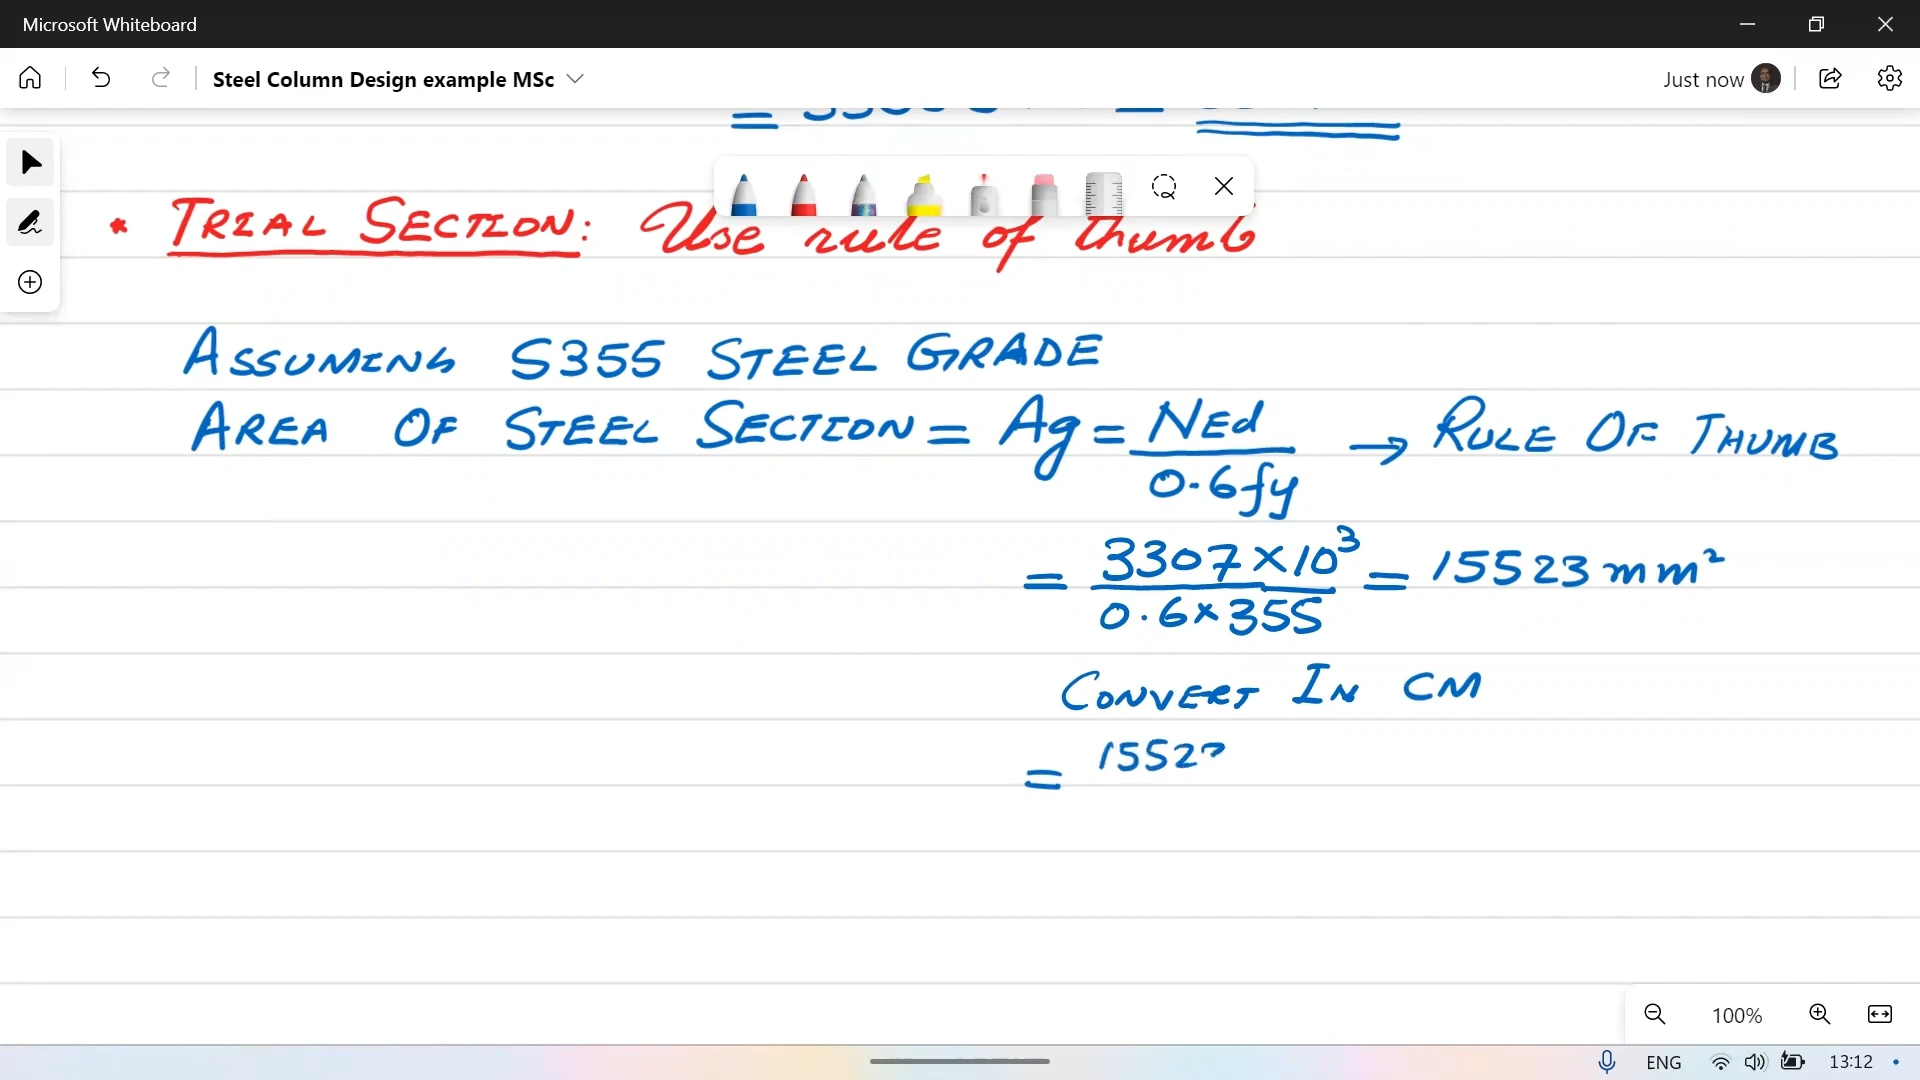 Microsoft Whiteboard
Steel Column Design example MSc
Just now
* TRIAL SECTION: Use rule of thumb
ASSUMING S355 STEEL GRADE
AREA OF STEEL SECTION = Ag = NEd / 0.6fy → RULE OF THUMB
= 3307 × 10³ / 0.6 × 355 = 15523 mm²
CONVERT IN CM
=
100%
ENG
13:12